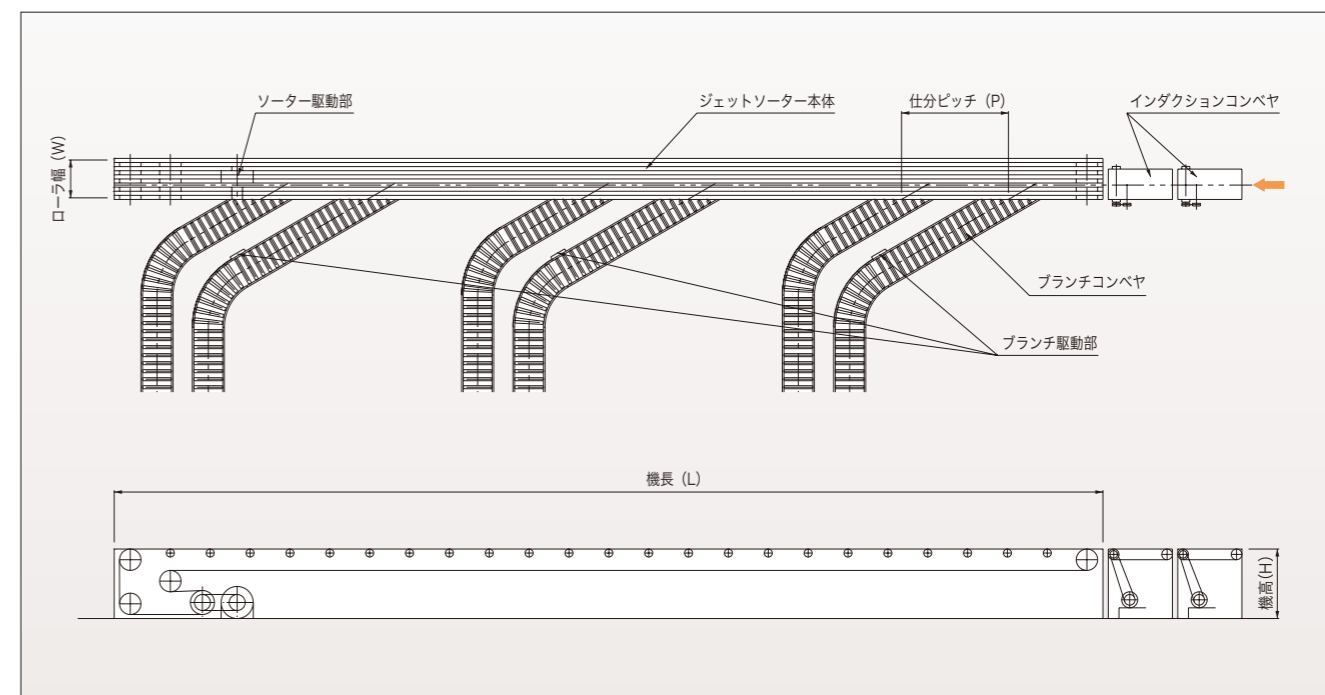 ソーター駆動部
ジェットソーター本体
仕分ピッチ（P）
インダクションコンベヤ
ローラ幅（W）
ブランチコンベヤ
ブランチ駆動部
機長（L）
機高（H）